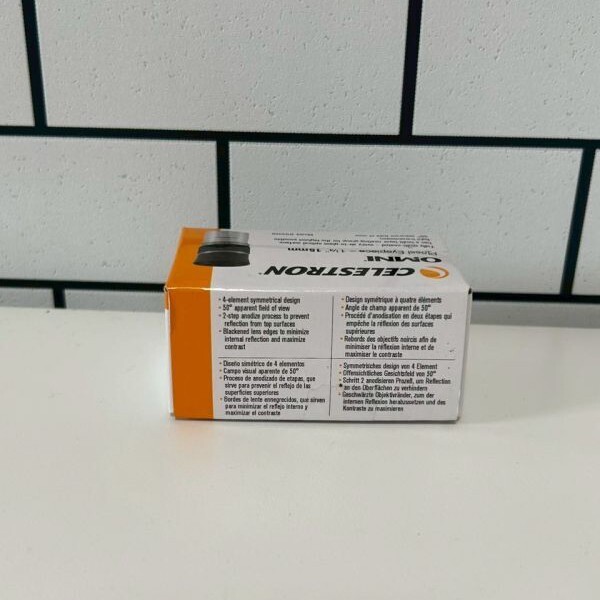 CELESTRON
OMNI
Plössl Eyepiece – 1¼" 15mm
• 4-element symmetrical design
• 50° apparent field of view
• 2-step anodize process to prevent
reflection from top surfaces
• Blackened lens edges to minimize
internal reflection and maximize
contrast
• Design symétrique à quatre éléments
• Angle de champ apparent de 50°
• Procedé d'anodisation en deux étapes qui
empêche la réflexion des surfaces
supérieures
• Rebords des objectifs noircis afin de
minimiser la réflexion interne et de
maximiser le contraste
• Diseño simétrico de 4 elementos
• Campo visual aparente de 50°
• Proceso de anodizado de etapas, que
sirve para prevenir el reflejo de las
superficies superiores
• Bordes de lente ennegrecidos, que sirven
para minimizar el reflejo interno y
maximizar el contraste
• Symmetrisches design von 4 Element
• Offensichtliches Gesichtsfeld von 50°
• Schritt 2 anodisieren Prozeß, um Reflection
an den Oberflächen zu verhindern
• Geschwärzte Objektivränder, zum der
internen Reflexion herabzusetzen und des
Kontraste zu maximieren